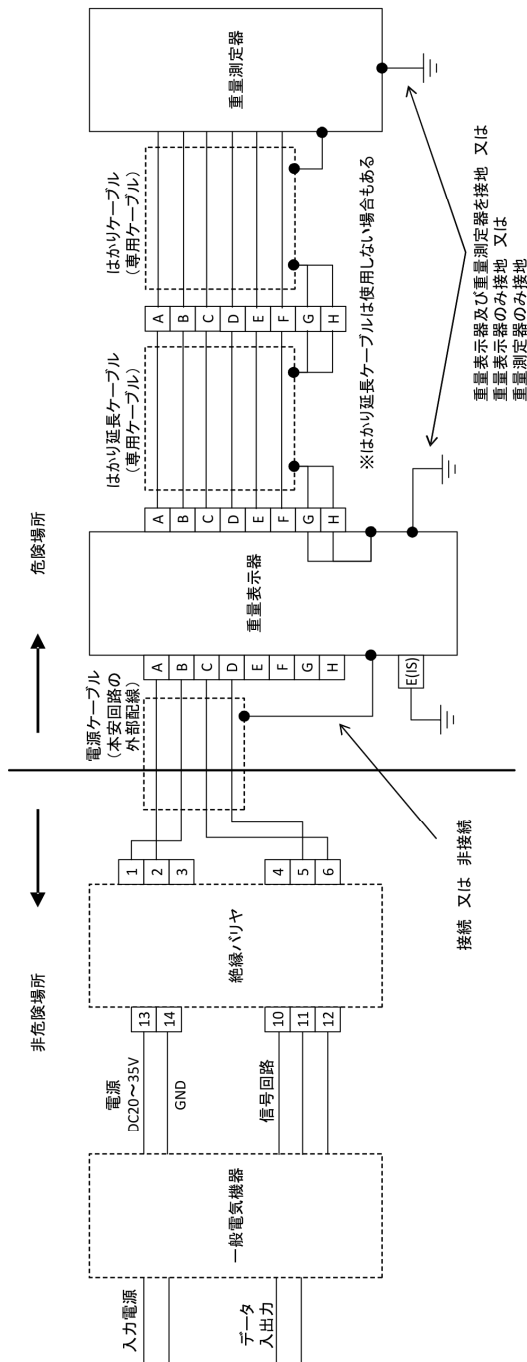 非危険場所
危険場所
入力電源
データ
入出力
一般電気機器
電源
DC20～35V
GND
信号回路
13
14
10
11
12
絶縁バリヤ
1
2
3
4
5
6
電源ケーブル
（本安回路の
外部配線）
接続 又は 非接続
A
B
C
D
E
F
G
H
E(IS)
重量表示器
A
B
C
D
E
F
G
H
はかり延長ケーブル
（専用ケーブル）
※はかり延長ケーブルは使用しない場合もある
A
B
C
D
E
F
G
H
はかりケーブル
（専用ケーブル）
重量測定器
重量表示器及び重量測定器を接地 又は
重量表示器のみ接地 又は
重量測定器のみ接地